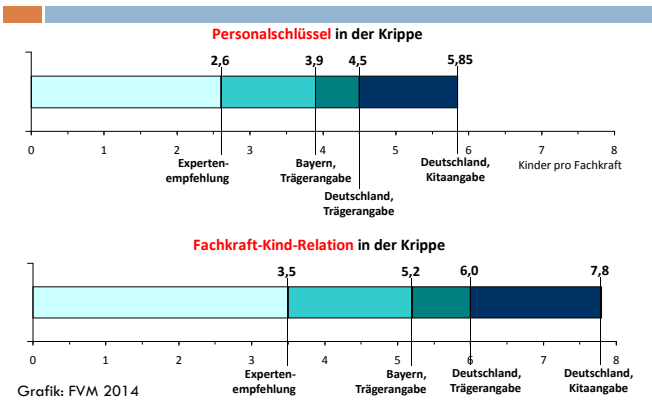 Personalschlüssel in der Krippe
2,6 3,9 4,5 5,85
0 1 2 3 4 5 6 7 8
Experten-
empfehlung
Bayern,
Trägerangabe
Deutschland,
Trägerangabe
Deutschland,
Kitaangabe
Kinder pro Fachkraft
Fachkraft-Kind-Relation in der Krippe
3,5 5,2 6,0 7,8
0 1 2 3 4 5 6 7 8
Experten-
empfehlung
Bayern,
Trägerangabe
Deutschland,
Trägerangabe
Deutschland,
Kitaangabe
Grafik: FVM 2014